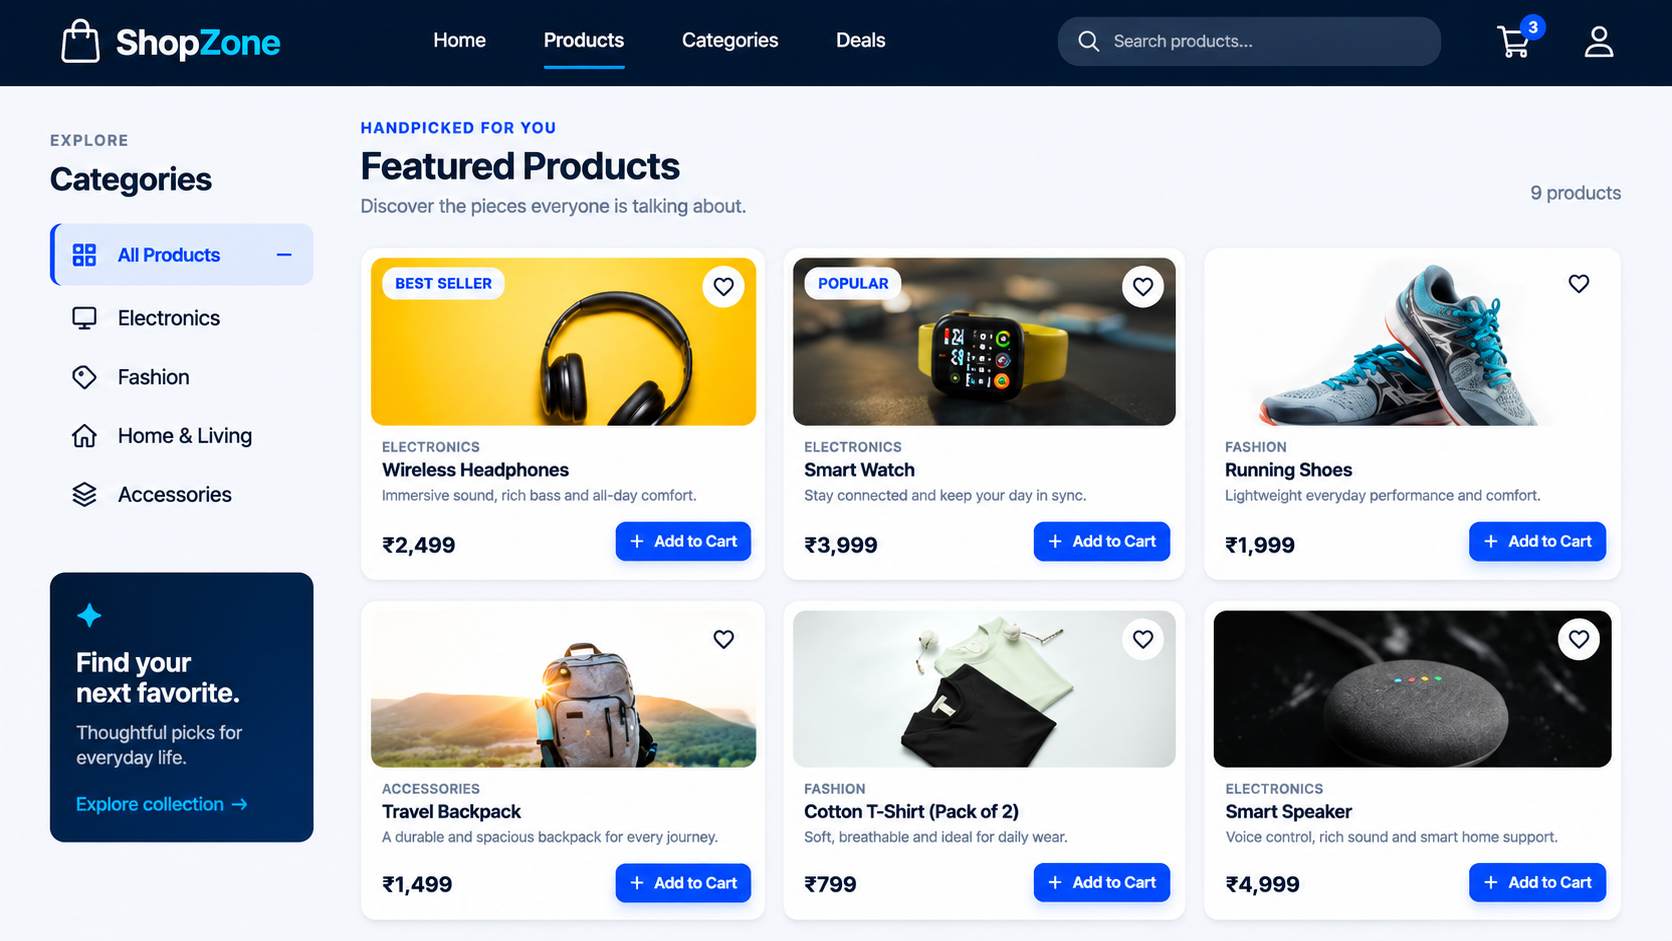 ShopZone
Home
Products
Categories
Deals
Search products...
3
EXPLORE
Categories
All Products
Electronics
Fashion
Home & Living
Accessories
Find your
next favorite.
Thoughtful picks for
everyday life.
Explore collection →
HANDPICKED FOR YOU
Featured Products
Discover the pieces everyone is talking about.
9 products
BEST SELLER
ELECTRONICS
Wireless Headphones
Immersive sound, rich bass and all-day comfort.
₹2,499
+ Add to Cart
POPULAR
ELECTRONICS
Smart Watch
Stay connected and keep your day in sync.
₹3,999
+ Add to Cart
FASHION
Running Shoes
Lightweight everyday performance and comfort.
₹1,999
+ Add to Cart
ACCESSORIES
Travel Backpack
A durable and spacious backpack for every journey.
₹1,499
+ Add to Cart
FASHION
Cotton T-Shirt (Pack of 2)
Soft, breathable and ideal for daily wear.
₹799
+ Add to Cart
ELECTRONICS
Smart Speaker
Voice control, rich sound and smart home support.
₹4,999
+ Add to Cart